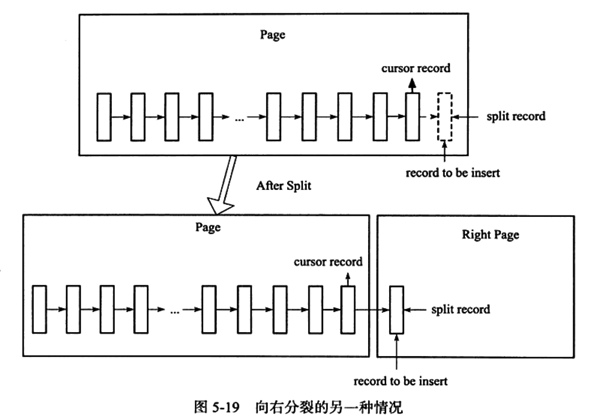 Page
cursor record
...
split record
record to be insert
After Split
Page
Right Page
cursor record
...
split record
record to be insert
图 5-19 向右分裂的另一种情况